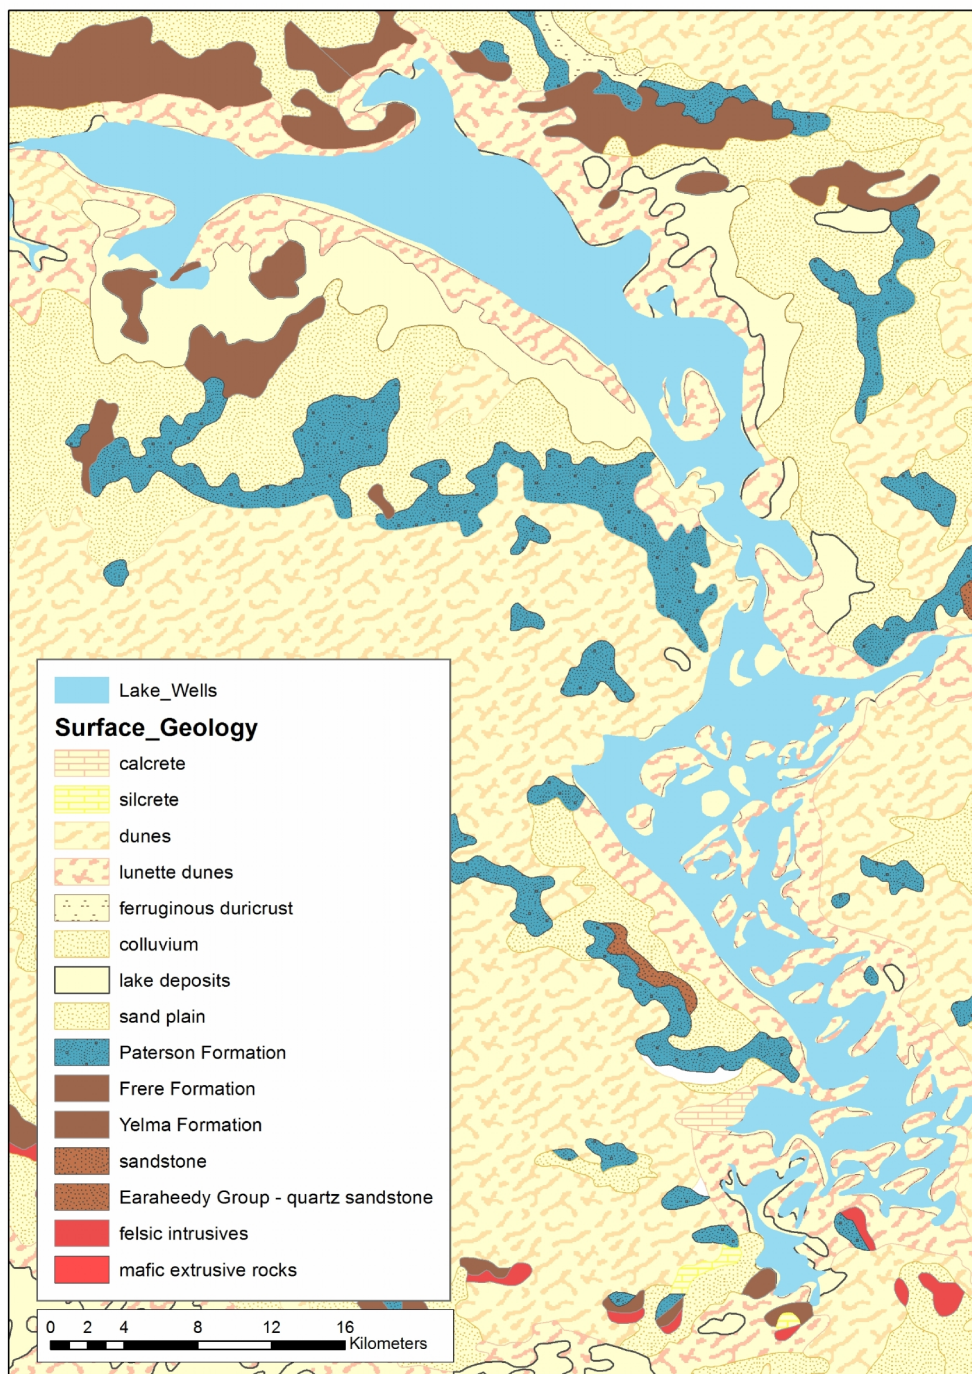 Lake_Wells
Surface_Geology
calcrete
silcrete
dunes
lunette dunes
ferruginous duricrust
colluvium
lake deposits
sand plain
Paterson Formation
Frere Formation
Yelma Formation
sandstone
Earaheedy Group - quartz sandstone
felsic intrusives
mafic extrusive rocks
0 2 4 8 12 16
Kilometers